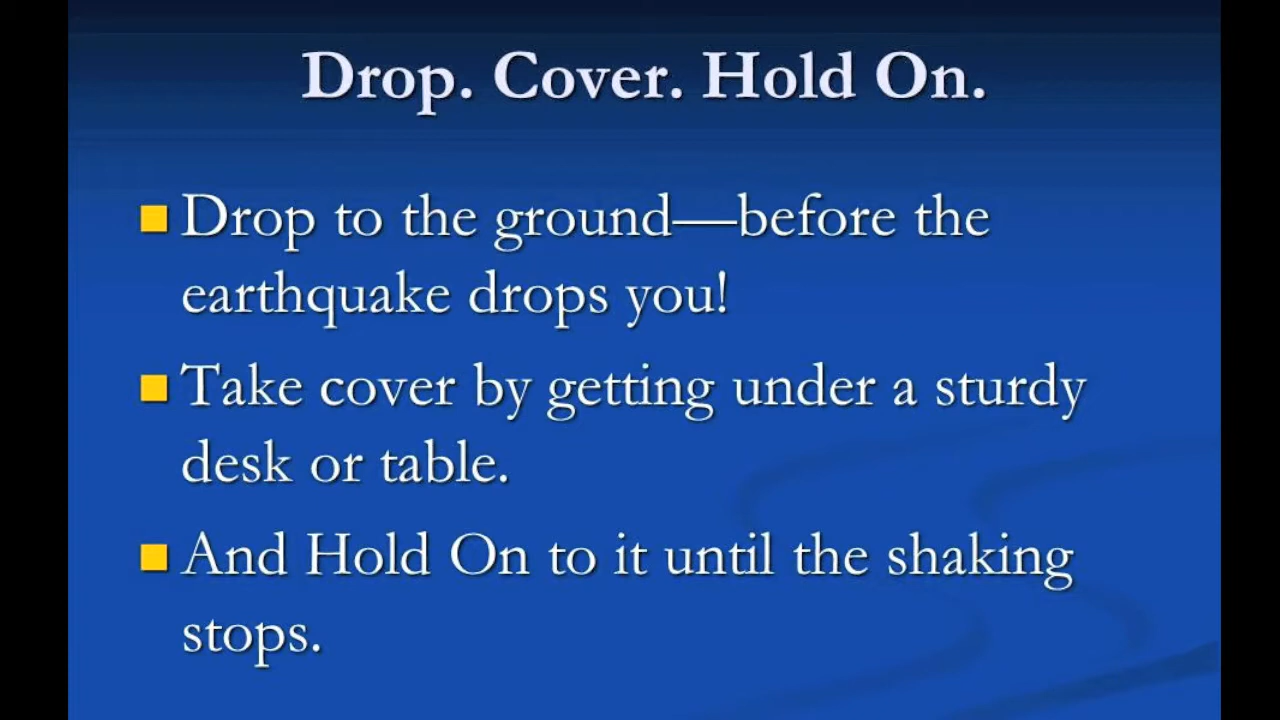 Drop. Cover. Hold On.
Drop to the ground—before the
earthquake drops you!
Take cover by getting under a sturdy
desk or table.
And Hold On to it until the shaking
stops.